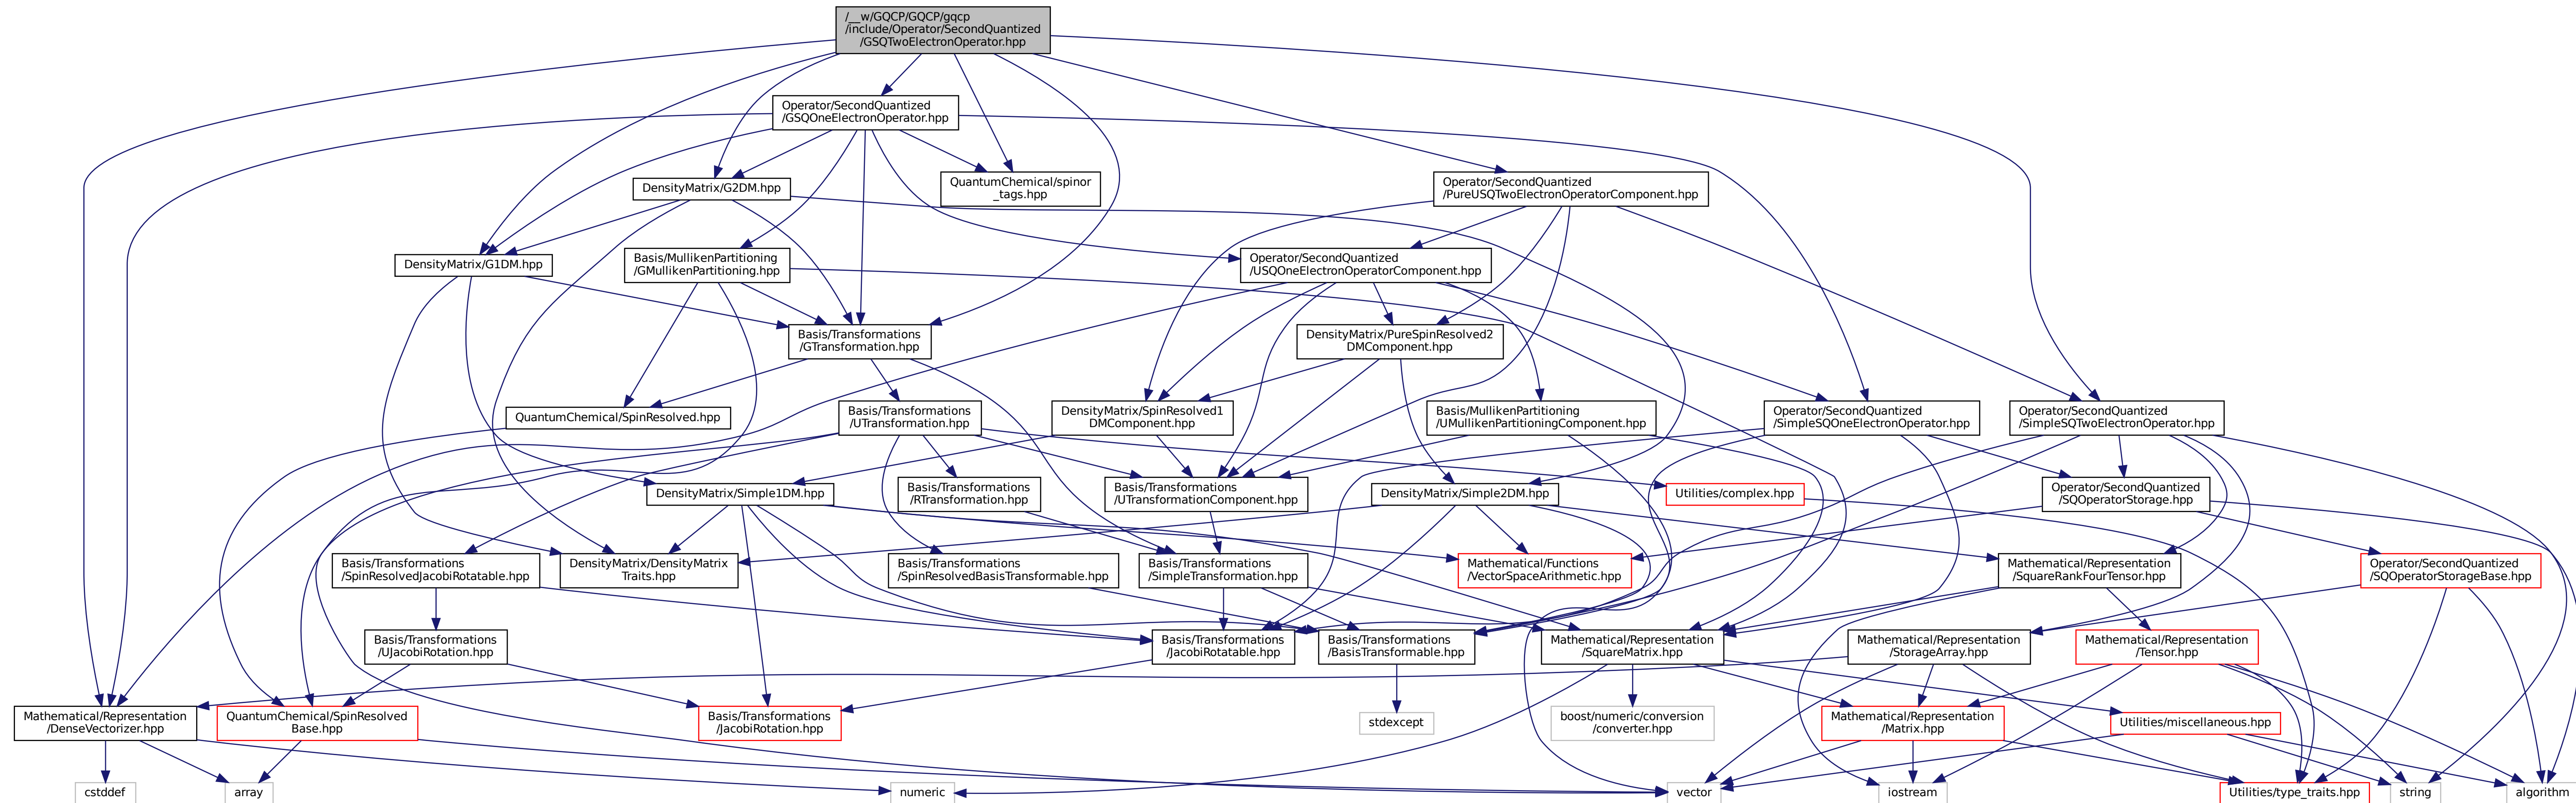 /__w/GQCP/GQCP/gqcp
/include/Operator/SecondQuantized
/GSQTwoElectronOperator.hpp
Operator/SecondQuantized
/GSQOneElectronOperator.hpp
DensityMatrix/G2DM.hpp
QuantumChemical/spinor
_tags.hpp
Operator/SecondQuantized
/PureUSQTwoElectronOperatorComponent.hpp
DensityMatrix/G1DM.hpp
Basis/MullikenPartitioning
/GMullikenPartitioning.hpp
Operator/SecondQuantized
/USQOneElectronOperatorComponent.hpp
Basis/Transformations
/GTransformation.hpp
DensityMatrix/PureSpinResolved2
DMComponent.hpp
QuantumChemical/SpinResolved.hpp
Basis/Transformations
/UTransformation.hpp
DensityMatrix/SpinResolved1
DMComponent.hpp
Basis/MullikenPartitioning
/UMullikenPartitioningComponent.hpp
Operator/SecondQuantized
/SimpleSQOneElectronOperator.hpp
Operator/SecondQuantized
/SimpleSQTwoElectronOperator.hpp
DensityMatrix/Simple1DM.hpp
Basis/Transformations
/RTransformation.hpp
Basis/Transformations
/UTransformationComponent.hpp
DensityMatrix/Simple2DM.hpp
Utilities/complex.hpp
Operator/SecondQuantized
/SQOperatorStorage.hpp
Basis/Transformations
/SpinResolvedJacobiRotatable.hpp
DensityMatrix/DensityMatrix
Traits.hpp
Mathematical/Functions
/VectorSpaceArithmetic.hpp
Basis/Transformations
/SpinResolvedBasisTransformable.hpp
Basis/Transformations
/SimpleTransformation.hpp
Mathematical/Representation
/SquareRankFourTensor.hpp
Operator/SecondQuantized
/SQOperatorStorageBase.hpp
Basis/Transformations
/UJacobiRotation.hpp
Basis/Transformations
/JacobiRotatable.hpp
Basis/Transformations
/BasisTransformable.hpp
Mathematical/Representation
/SquareMatrix.hpp
Mathematical/Representation
/StorageArray.hpp
Mathematical/Representation
/Tensor.hpp
Mathematical/Representation
/DenseVectorizer.hpp
QuantumChemical/SpinResolved
Base.hpp
Basis/Transformations
/JacobiRotation.hpp
stdexcept
boost/numeric/conversion
/converter.hpp
Mathematical/Representation
/Matrix.hpp
Utilities/miscellaneous.hpp
cstddef
array
numeric
vector
iostream
Utilities/type_traits.hpp
string
algorithm